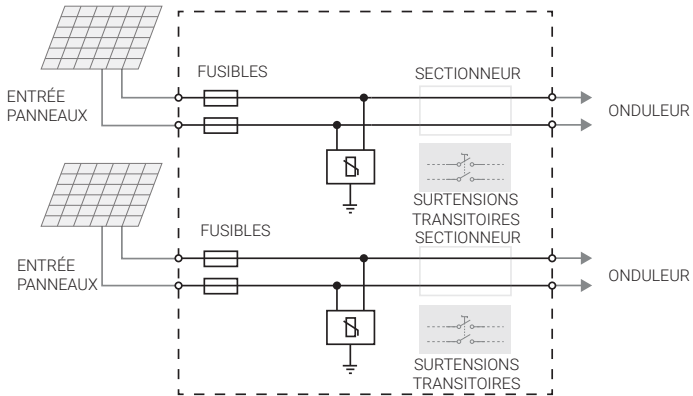 FUSIBLES
SECTIONNEUR
ENTRÉE
PANNEAUX
ONDULEUR
SURTENSIONS
TRANSITOIRES
SECTIONNEUR
FUSIBLES
ENTRÉE
PANNEAUX
ONDULEUR
SURTENSIONS
TRANSITOIRES